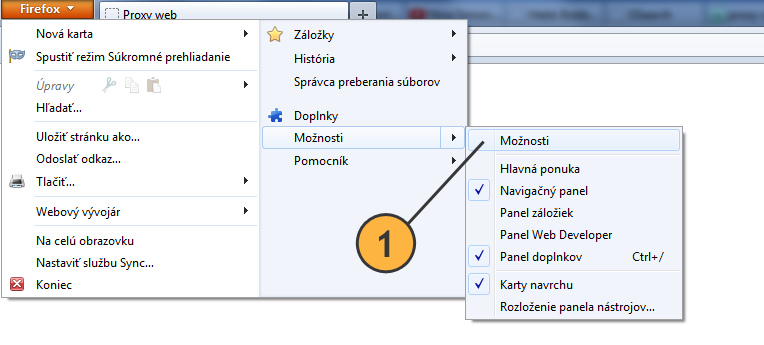 Firefox
Proxy web
Nová karta
Spustiť režim Súkromné prehliadanie
Úpravy
Hľadať...
Uložiť stránku ako...
Odoslať odkaz...
Tlačiť...
Webový vývojár
Na celú obrazovku
Nastaviť službu Sync...
Koniec
Záložky
História
Správca preberania súborov
Doplnky
Možnosti
Pomocník
Možnosti
Hlavná ponuka
Navigačný panel
Panel záložiek
Panel Web Developer
Panel doplnkov Ctrl+/
Karty navrchu
Rozloženie panela nástrojov...
1